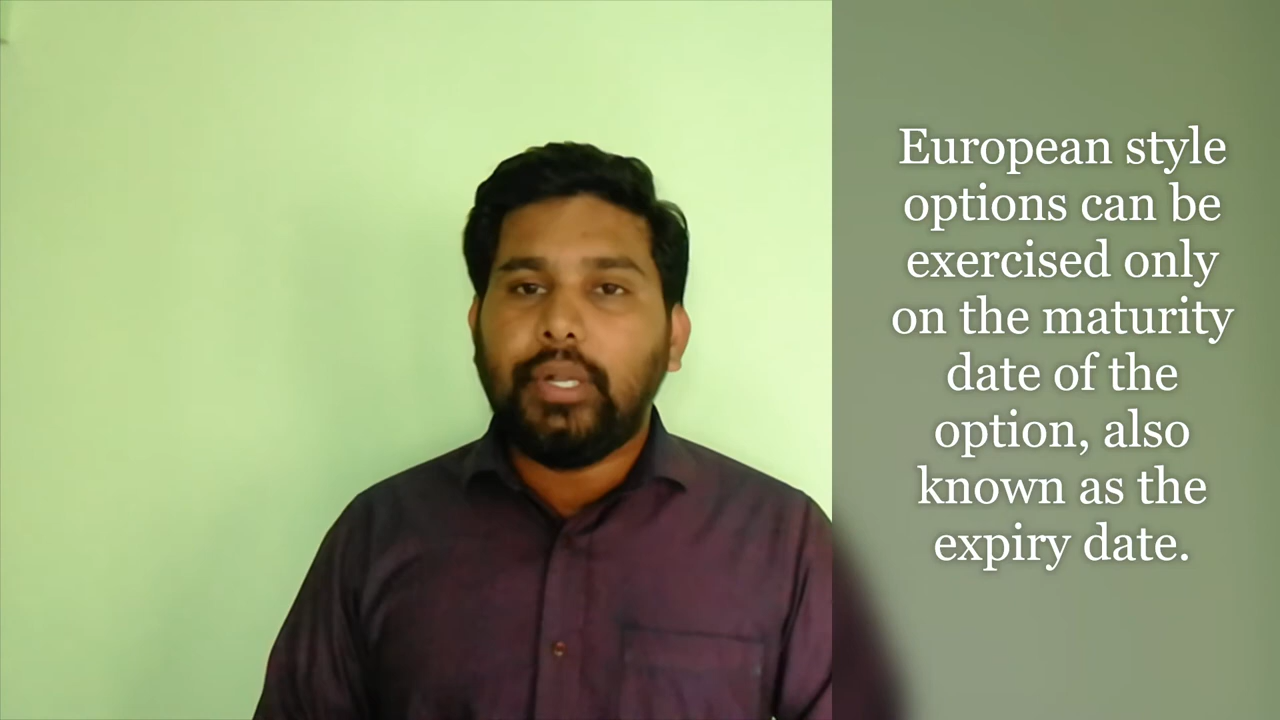 European style
options can be
exercised only
on the maturity
date of the
option, also
known as the
expiry date.